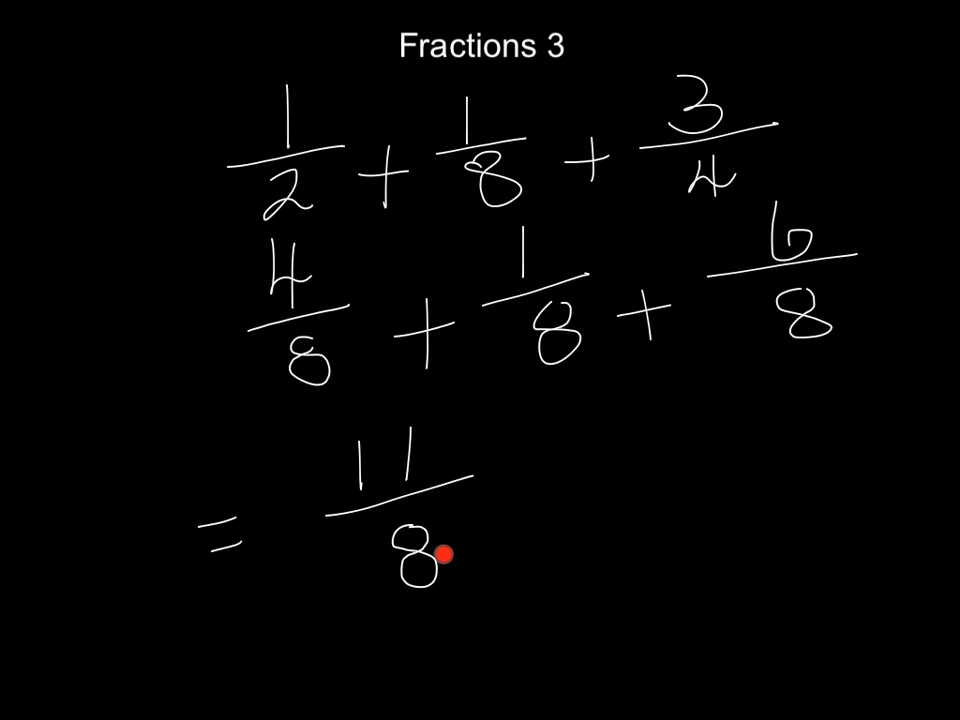 Fractions 3
1/2 + 1/8 + 3/4
4/8 + 1/8 + 6/8
= 11/8